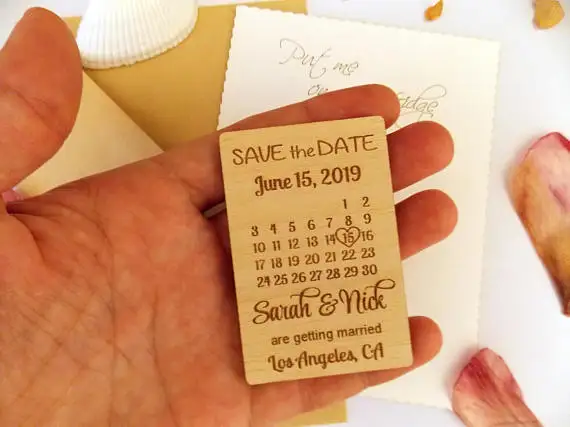 Put me
on
SAVE the DATE
June 15, 2019
1 2
3 4 5 6 7 8 9
10 11 12 13 14 15 16
17 18 19 20 21 22 23
24 25 26 27 28 29 30
Sarah & Nick
are getting married
Los Angeles, CA